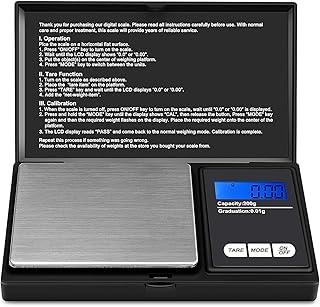 Thank you for purchasing our digital scale. Please read all instructions carefully before use. With normal
care and proper treatment, this scale will provide years of reliable service.
I. Operation
Place the scale on a horizontal flat surface.
1. Press "ON/OFF" key to turn on the scale.
2. Wait until the LCD display shows "0.0" or "0.00".
3. Put the object(s) on the center of weighing platform.
4. Press "MODE" key to switch between the units.
II. Tare Function
1. Turn on the scale as described above.
2. Place the "tare item" on the platform.
3. Press "TARE" key and wait until the LCD displays "0.0" or "0.00".
4. Add the "net-weight-item".
III. Calibration
1. When the scale is turned off, press ON/OFF key to turn on the scale, wait until "0.0" or "0.00" is displayed.
2. Press and hold the "MODE" key until the display shows "CAL", then release the button, Press "MODE" key
again and then the required weight flashes on the display. Place the required weight onto the center of the
platform.
3. The LCD display reads "PASS" and come back to the normal weighing mode. Calibration is complete.
Repeat this process if something was going wrong.
Please check the availability of weights at the store you bought your scale from.
0.00
Capacity:200g
Graduation:0.01g
TARE
MODE
ON
OFF